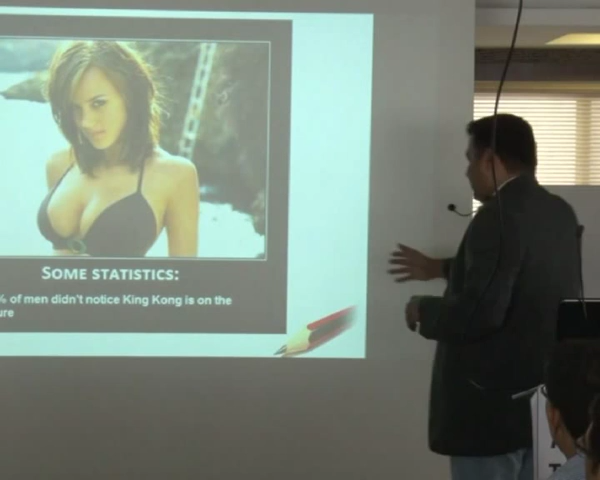 SOME STATISTICS:
% of men didn't notice King Kong is on the
ure